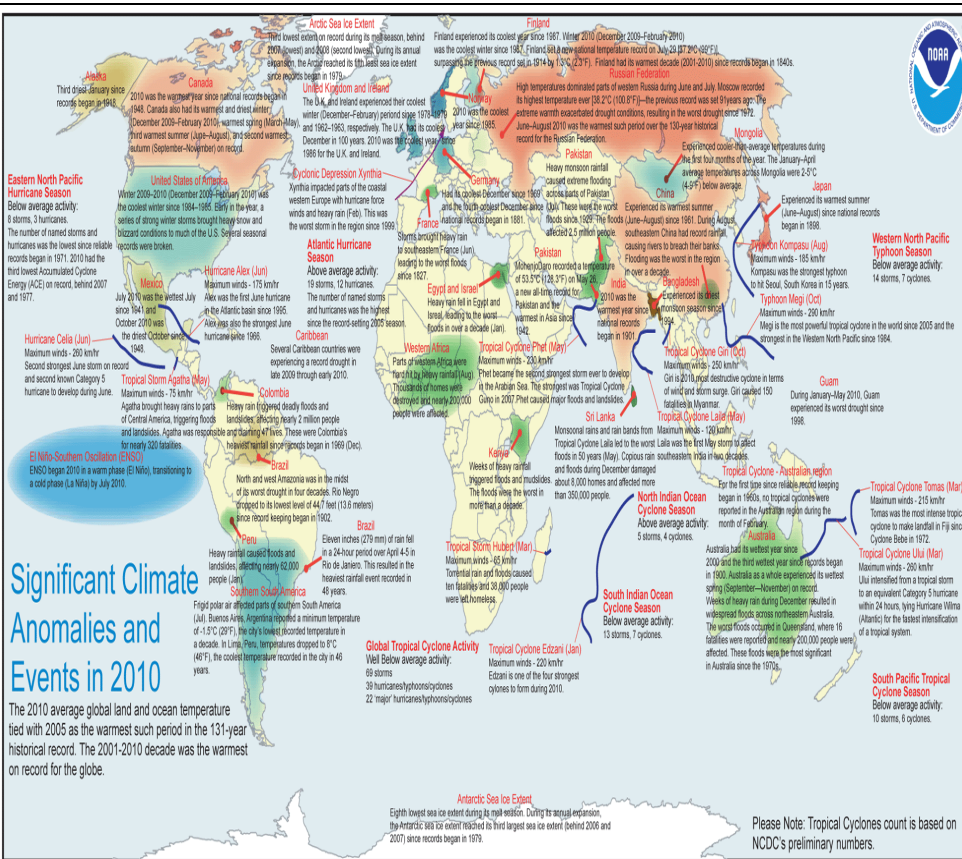 Arctic Sea Ice Extent
Third lowest extent on record during its melt season, behind
2007 (lowest) and 2008 (second lowest). During its annual
expansion, the Arctic reached its fifth least sea ice extent
since records began in 1979.
Finland
Finland experienced its coolest year since 1987. Winter 2010 (December 2009–February 2010)
was the coolest winter since 1987. Finland set a new national temperature record on July 29 [37.2°C (99°F)]
surpassing the previous record set in 1914 by 1.3°C (2.3°F). Finland had its warmest decade (2001-2010) since records began in 1840s.
Alaska
Third driest January since
records began in 1918.
Canada
2010 was the warmest year since national records began in
1948. Canada also had its warmest and driest winter
(December 2009–February 2010), warmest spring (March–May),
third warmest summer (June–August), and second warmest
autumn (September–November) on record.
United Kingdom and Ireland
The U.K. and Ireland experienced their coolest
winter (December–February) period since 1978-1979
and 1962–1963, respectively. The U.K. had its coolest
December in 100 years. 2010 was the coolest year since
1986 for the U.K. and Ireland.
Norway
2010 was the coolest
year since 1985.
Russian Federation
High temperatures dominated parts of western Russia during June and July. Moscow recorded
its highest temperature ever [38.2°C (100.8°F)]—the previous record was set 91years ago. The
extreme warmth exacerbated drought conditions, resulting in the worst drought since 1972.
June–August 2010 was the warmest such period over the 130-year historical
record for the Russian Federation.
Mongolia
Experienced cooler-than-average temperatures during
the first four months of the year. The January–April
average temperatures across Mongolia were 2-5°C
(4-9°F) below average.
Eastern North Pacific
Hurricane Season
Below average activity:
8 storms, 3 hurricanes.
The number of named storms and
hurricanes was the lowest since reliable
records began in 1971. 2010 had the
third lowest Accumulated Cyclone
Energy (ACE) on record, behind 2007
and 1977.
United States of America
Winter 2009-2010 (December 2009–February 2010) was
the coolest winter since 1984–1985. Early in the year, a
series of strong winter storms brought heavy snow and
blizzard conditions to much of the U.S. Several seasonal
records were broken.
Cyclonic Depression Xynthia
Xynthia impacted parts of the coastal
western Europe with hurricane force
winds and heavy rain (Feb). This was
the worst storm in the region since 1999.
Germany
Had its coolest December since 1969
and the fourth coolest December since
national records began in 1881.
France
Storms brought heavy rain
to southeastern France (Jun),
leading to the worst floods
since 1827.
Pakistan
Heavy monsoon rainfall
caused extreme flooding
across parts of Pakistan
(July). These were the worst
floods since 1929. The floods
affected 2.5 million people.
China
Experienced its warmest summer
(June–August) since 1961. During August,
southeastern China had record rainfall,
causing rivers to breach their banks.
Flooding was the worst in the region
in over a decade.
Japan
Experienced its warmest summer
(June–August) since national records
began in 1898.
Typhoon Kompasu (Aug)
Maximum winds - 185 km/hr
Kompasu was the strongest typhoon
to hit Seoul, South Korea in 15 years.
Western North Pacific
Typhoon Season
Below average activity:
14 storms, 7 cyclones.
Atlantic Hurricane
Season
Above average activity:
19 storms, 12 hurricanes.
The number of named storms
and hurricanes was the highest
since the record-setting 2005 season.
Mexico
July 2010 was the wettest July
since 1941 and
October 2010 was
the driest October since
1948.
Hurricane Alex (Jun)
Maximum winds - 175 km/hr
Alex was the first June hurricane
in the Atlantic basin since 1995.
Alex was also the strongest June
hurricane since 1966.
Egypt and Israel
Heavy rain fell in Egypt and
Isreal, leading to the worst
floods in over a decade (Jan).
Pakistan
MohenjoDaro recorded a temperature
of 53.5°C (128.3°F) on May 26,
a new all-time record for
Pakistan and the
warmest in Asia since
1942.
India
2010 was the
warmest year since
national records
began in 1901.
Bangladesh
Experienced its driest
monsoon season since
1994.
Typhoon Megi (Oct)
Maximum winds - 290 km/hr
Megi is the most powerful tropical cyclone in the world since 2005 and the
strongest in the Western North Pacific since 1984.
Hurricane Celia (Jun)
Maximum winds - 260 km/hr
Second strongest June storm on record
and second known Category 5
hurricane to develop during June.
Caribbean
Several Caribbean countries were
experiencing a record drought in
late 2009 through early 2010.
Western Africa
Parts of western Africa were
hard hit by heavy rainfall (Aug).
Thousands of homes were
destroyed and nearly 200,000
people were affected.
Tropical Cyclone Phet (May)
Maximum winds - 230 km/hr
Phet became the second strongest storm ever to develop
in the Arabian Sea. The strongest was Tropical Cyclone
Guno in 2007.Phet caused major floods and landslides.
Tropical Cyclone Giri (Oct)
Maximum winds - 250 km/hr
Giri is 2010 most destructive cyclone in terms
of wind and storm surge. Giri caused 150
fatalities in Myanmar.
Guam
During January–May 2010, Guam
experienced its worst drought since
1998.
Tropical Storm Agatha (May)
Maximum winds - 75 km/hr
Agatha brought heavy rains to parts
of Central America, triggering floods
and landslides. Agatha was responsible
for nearly 320 fatalities.
Colombia
Heavy rain triggered deadly floods and
landslides, affecting nearly 2 million people
and claiming 47 lives. These were Colombia's
heaviest rainfall since records began in 1969 (Dec).
Sri Lanka
Monsoonal rains and rain bands from
Tropical Cyclone Laila led to the worst
floods in 50 years (May). Copious rain
and floods during December damaged
about 8,000 homes and affected more
than 350,000 people.
Tropical Cyclone Laila (May)
Maximum winds - 120 km/hr
Laila was the first May storm to affect
southeastern India in two decades.
El Niño-Southern Oscillation (ENSO)
ENSO began 2010 in a warm phase (El Niño), transitioning to
a cold phase (La Niña) by July 2010.
Brazil
North and west Amazonia was in the midst
of its worst drought in four decades. Rio Negro
dropped to its lowest level of 44.7 feet (13.6 meters)
since record keeping began in 1902.
Kenya
Weeks of heavy rainfall
triggered floods and mudslides.
The floods were the worst in
more than a decade.
North Indian Ocean
Cyclone Season
Above average activity:
5 storms, 4 cyclones.
Tropical Cyclone - Australian region
For the first time since reliable record keeping
began in 1960s, no tropical cyclones were
reported in the Australian region during the
month of February.
Tropical Cyclone Tomas (Mar)
Maximum winds - 215 km/hr
Tomas was the most intense tropic
cyclone to make landfall in Fiji since
Cyclone Bebe in 1972.
Peru
Heavy rainfall caused floods and
landslides, affecting nearly 62,000
people (Jan).
Brazil
Eleven inches (279 mm) of rain fell
in a 24-hour period over April 4-5 in
Rio de Janiero. This resulted in the
heaviest rainfall event recorded in
48 years.
Tropical Storm Hubert (Mar)
Maximum winds - 65 km/hr
Torrential rain and floods caused
ten fatalities and 38,000 people
were left homeless.
Australia
Australia had its wettest year since
2000 and the third wettest year since records began
in 1900. Australia as a whole experienced its wettest
spring (September—November) on record.
Weeks of heavy rain during December resulted in
widespread floods across northeastern Australia.
The worst floods occurred in Queensland, where 16
fatalities were reported and nearly 200,000 people were
affected. These floods were the most significant
in Australia since the 1970s.
Tropical Cyclone Ului (Mar)
Maximum winds - 260 km/hr
Ului intensified from a tropical storm
to an equivalent Category 5 hurricane
within 24 hours, tying Hurricane Wilma
(Altantic) for the fastest intensification
of a tropical system.
Southern South America
Frigid polar air affected parts of southern South America
(Jul). Buenos Aires, Argentina reported a minimum temperature
of -1.5°C (29°F), the city's lowest recorded temperature in
a decade. In Lima, Peru, temperatures dropped to 8°C
(46°F), the coolest temperature recorded in the city in 46
years.
South Indian Ocean
Cyclone Season
Below average activity:
13 storms, 7 cyclones.
Global Tropical Cyclone Activity
Well Below average activity:
69 storms
39 hurricanes/typhoons/cyclones
22 'major' hurricanes/typhoons/cyclones
Tropical Cyclone Edzani (Jan)
Maximum winds - 220 km/hr
Edzani is one of the four strongest
cylones to form during 2010.
South Pacific Tropical
Cyclone Season
Below average activity:
10 storms, 6 cyclones.
Significant Climate
Anomalies and
Events in 2010
The 2010 average global land and ocean temperature
tied with 2005 as the warmest such period in the 131-year
historical record. The 2001-2010 decade was the warmest
on record for the globe.
Antarctic Sea Ice Extent
Eighth lowest sea ice extent during its melt season. During its annual expansion,
the Antarctic sea ice extent reached its third largest sea ice extent (behind 2006 and
2007) since records began in 1979.
Please Note: Tropical Cyclones count is based on
NCDC's preliminary numbers.
NOAA